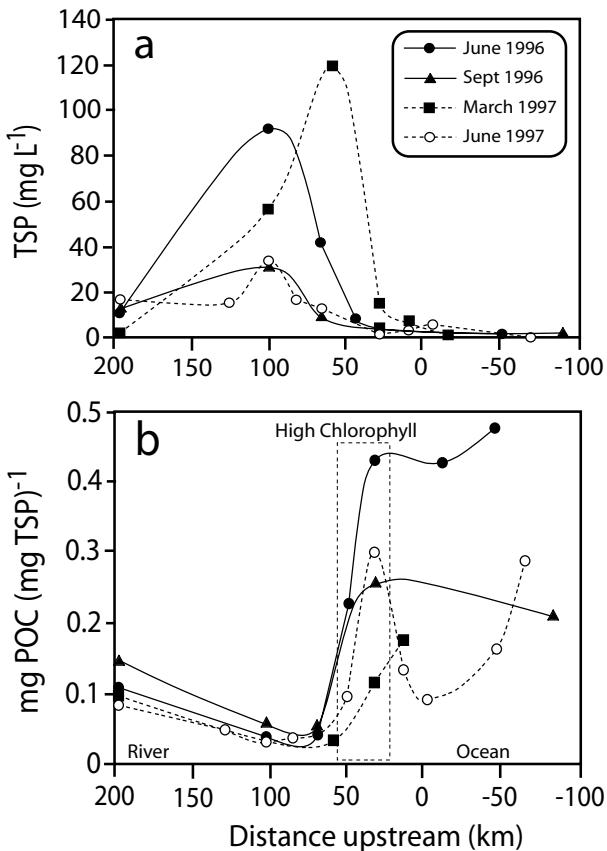 a
TSP (mg L⁻¹)
140
120
100
80
60
40
20
0
June 1996
Sept 1996
March 1997
June 1997
200 150 100 50 0 -50 -100
b
mg POC (mg TSP)⁻¹
0.5
0.4
0.3
0.2
0.1
0
High Chlorophyll
River Ocean
200 150 100 50 0 -50 -100
Distance upstream (km)